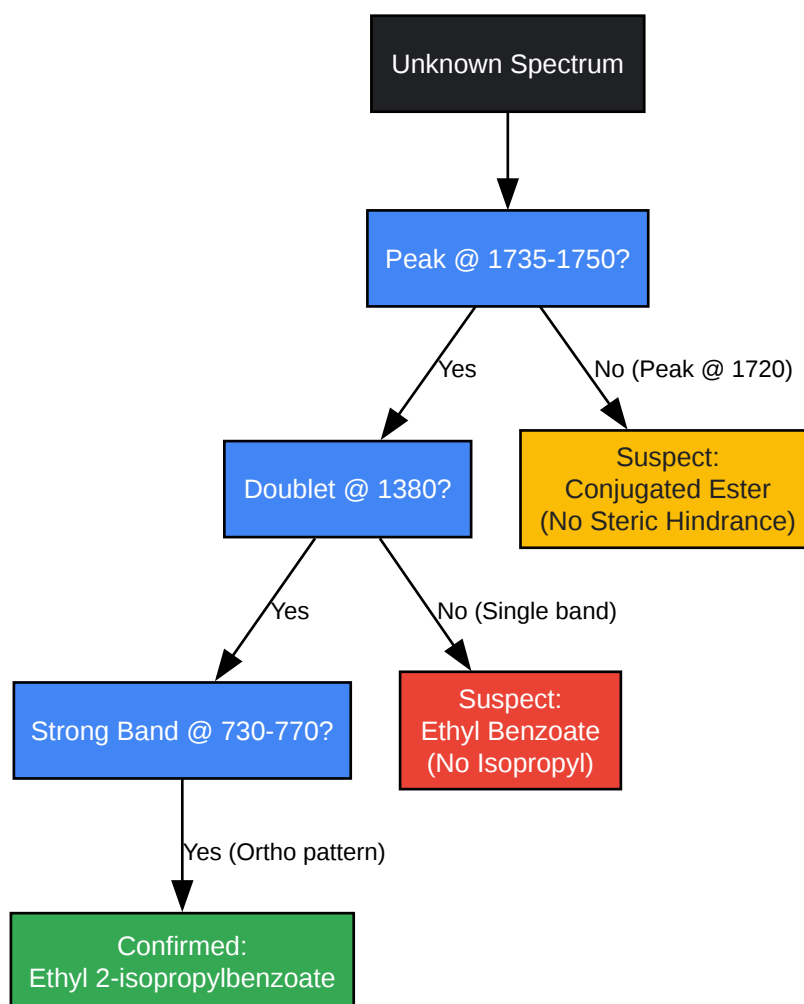 Unknown Spectrum
Peak @ 1735-1750?
Yes
No (Peak @ 1720)
Doublet @ 1380?
Suspect:
Conjugated Ester
(No Steric Hindrance)
Yes
No (Single band)
Strong Band @ 730-770?
Suspect:
Ethyl Benzoate
(No Isopropyl)
Yes (Ortho pattern)
Confirmed:
Ethyl 2-isopropylbenzoate